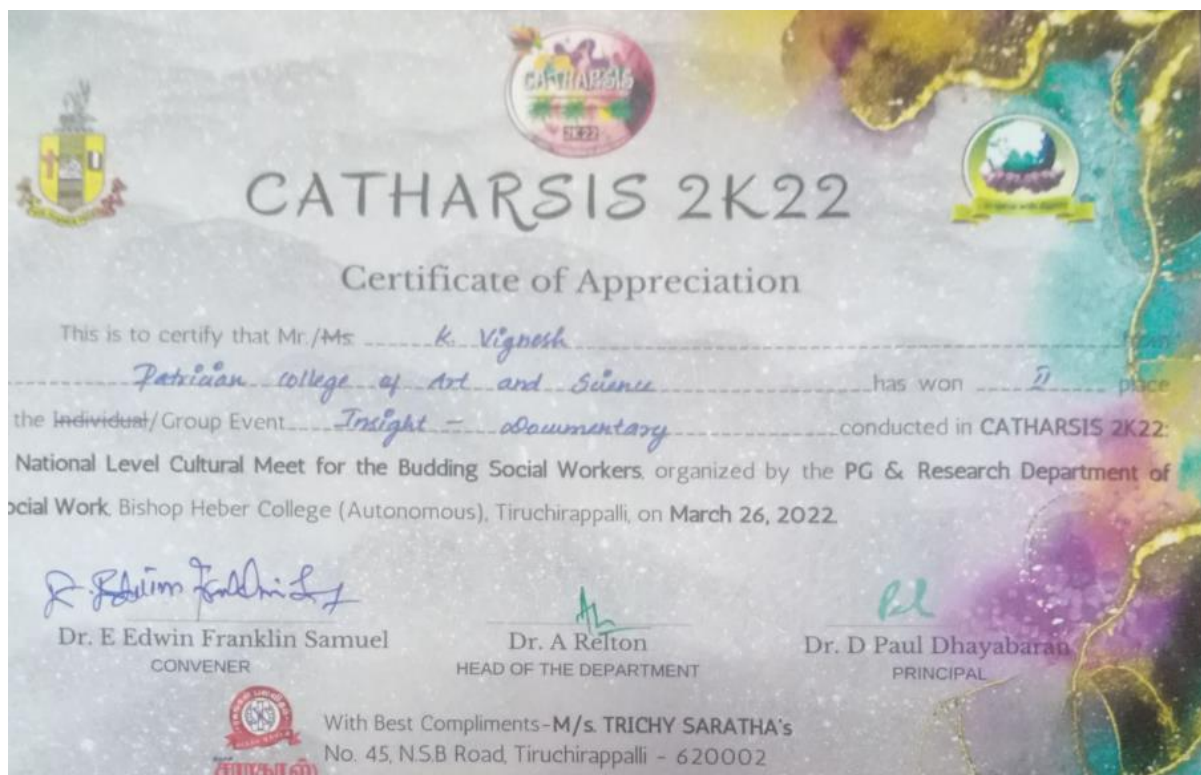 CATHARSIS
2K22
CATHARSIS 2K22
Certificate of Appreciation
This is to certify that Mr./Ms. K. Vignesh from
Patrician college of Art and Science has won II place
the Individual/Group Event Insight - Documentary conducted in CATHARSIS 2K22:
National Level Cultural Meet for the Budding Social Workers, organized by the PG & Research Department of
ocial Work, Bishop Heber College (Autonomous), Tiruchirappalli, on March 26, 2022.
Dr. E Edwin Franklin Samuel
CONVENER
Dr. A Relton
HEAD OF THE DEPARTMENT
Dr. D Paul Dhayabaran
PRINCIPAL
With Best Compliments-M/s. TRICHY SARATHA's
No. 45, N.S.B Road, Tiruchirappalli - 620002
சாரதாஸ்